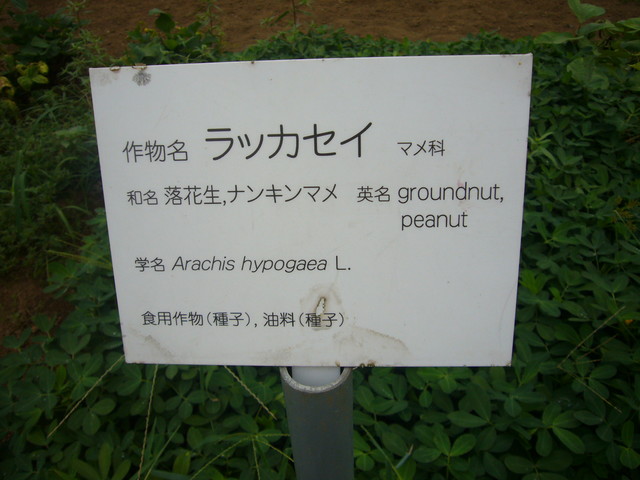 作物名 ラッカセイ マメ科
和名 落花生,ナンキンマメ 英名 groundnut,
peanut
学名 Arachis hypogaea L.
食用作物(種子), 油料(種子)